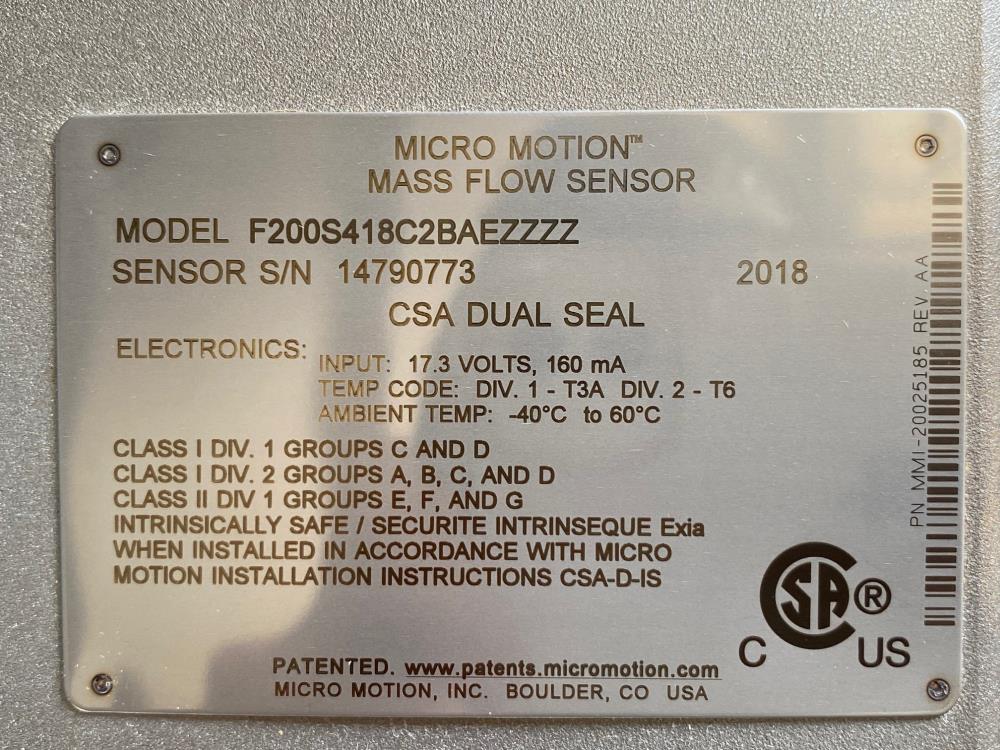 MICRO MOTION™
MASS FLOW SENSOR
MODEL F200S418C2BAEZZZZ
SENSOR S/N 14790773 2018
CSA DUAL SEAL
ELECTRONICS:
INPUT: 17.3 VOLTS, 160 mA
TEMP CODE: DIV. 1 - T3A DIV. 2 - T6
AMBIENT TEMP: -40°C to 60°C
CLASS I DIV. 1 GROUPS C AND D
CLASS I DIV. 2 GROUPS A, B, C, AND D
CLASS II DIV 1 GROUPS E, F, AND G
INTRINSICALLY SAFE / SECURITE INTRINSEQUE Exia
WHEN INSTALLED IN ACCORDANCE WITH MICRO
MOTION INSTALLATION INSTRUCTIONS CSA-D-IS
PATENTED. www.patents.micromotion.com
MICRO MOTION, INC. BOULDER, CO USA
CSA ®
C US
PN MMI-20025185 REV AA